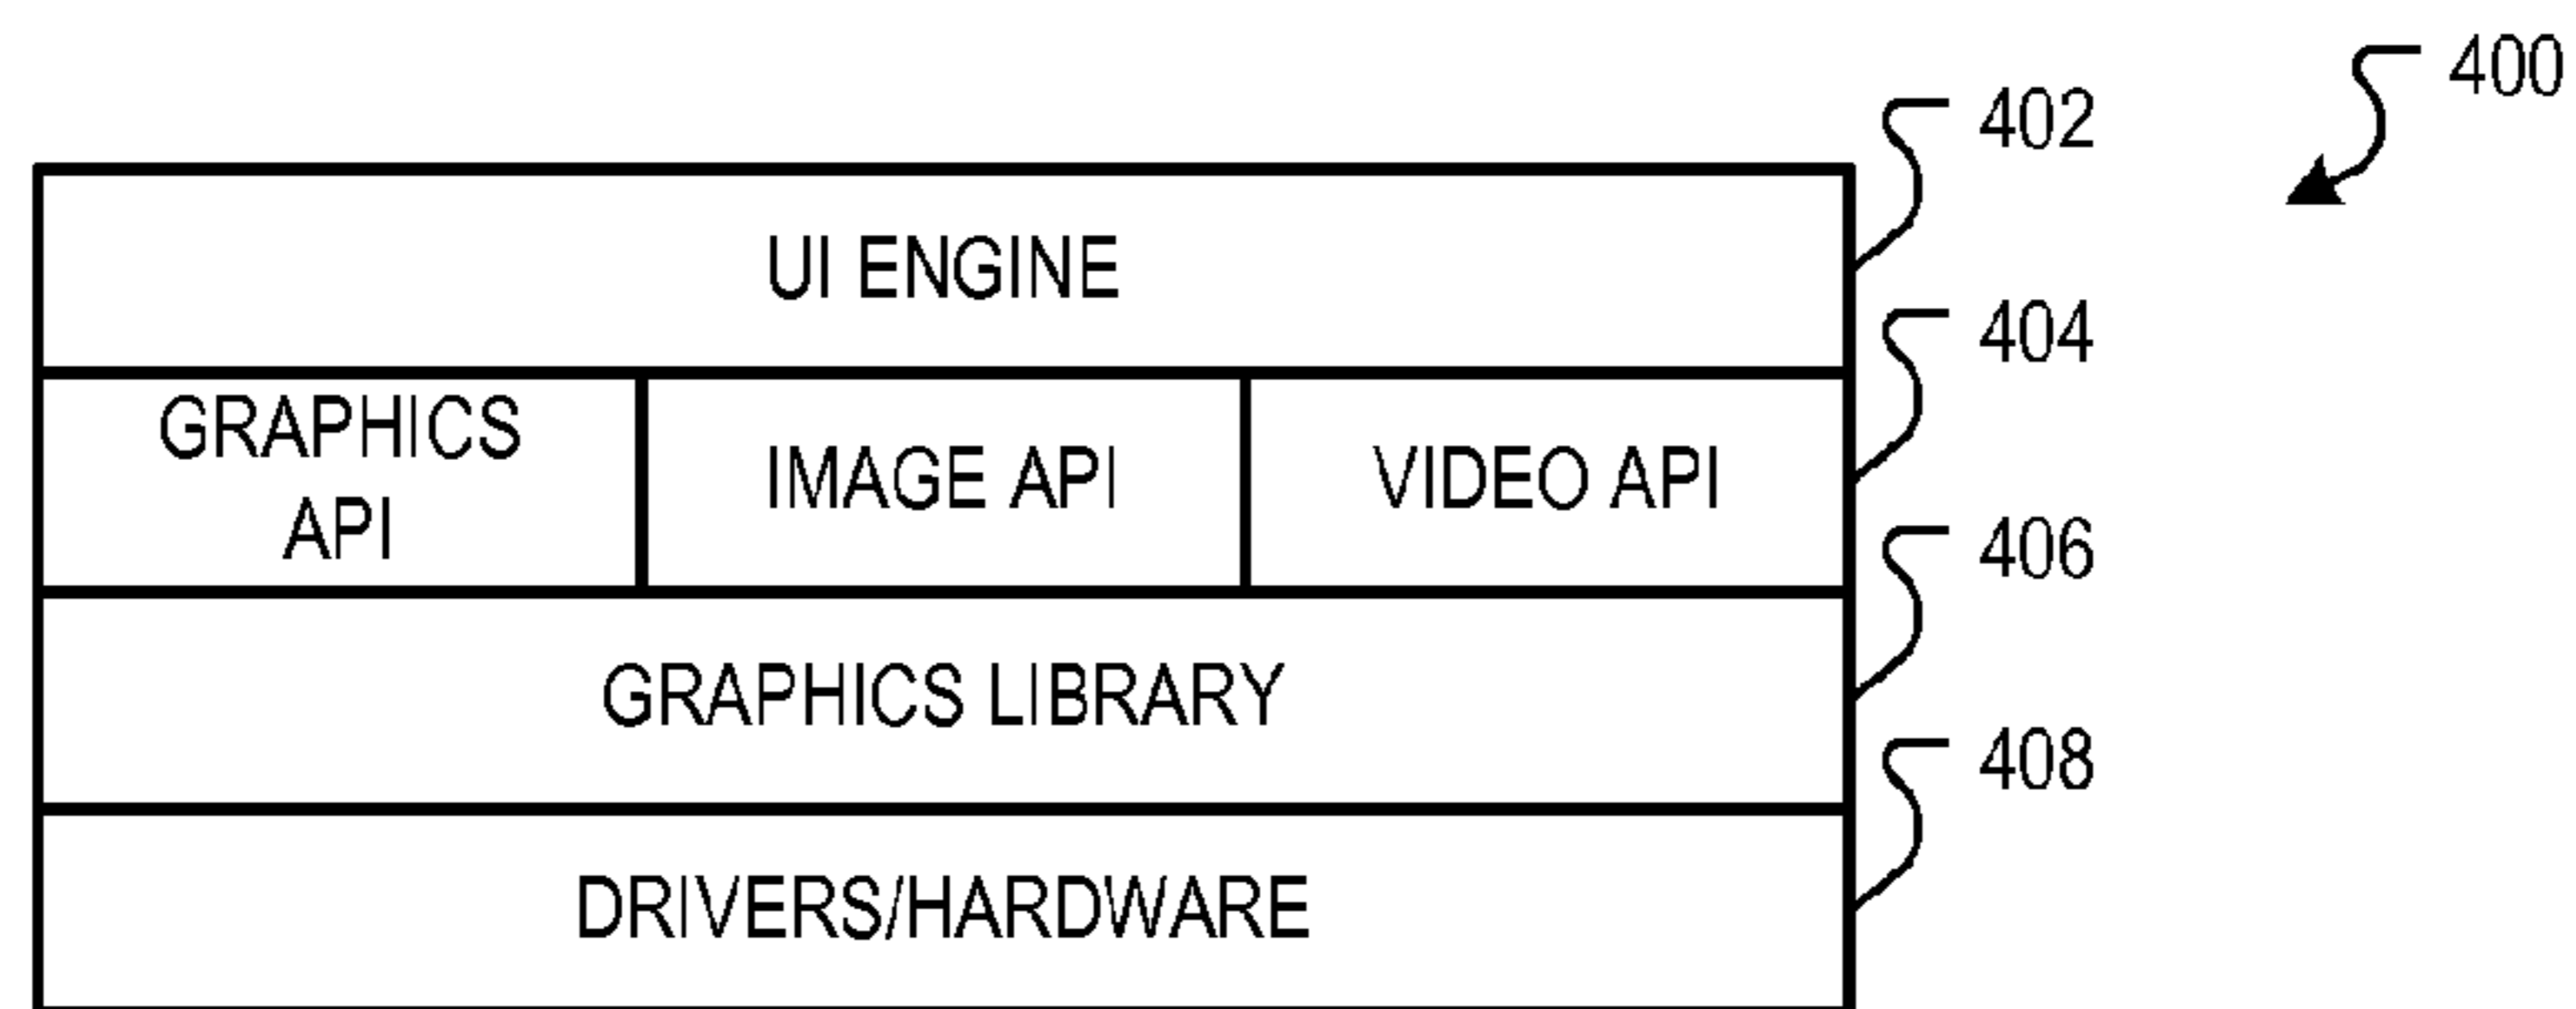 400
402
UI ENGINE
404
GRAPHICS
API
IMAGE API
VIDEO API
406
GRAPHICS LIBRARY
408
DRIVERS/HARDWARE